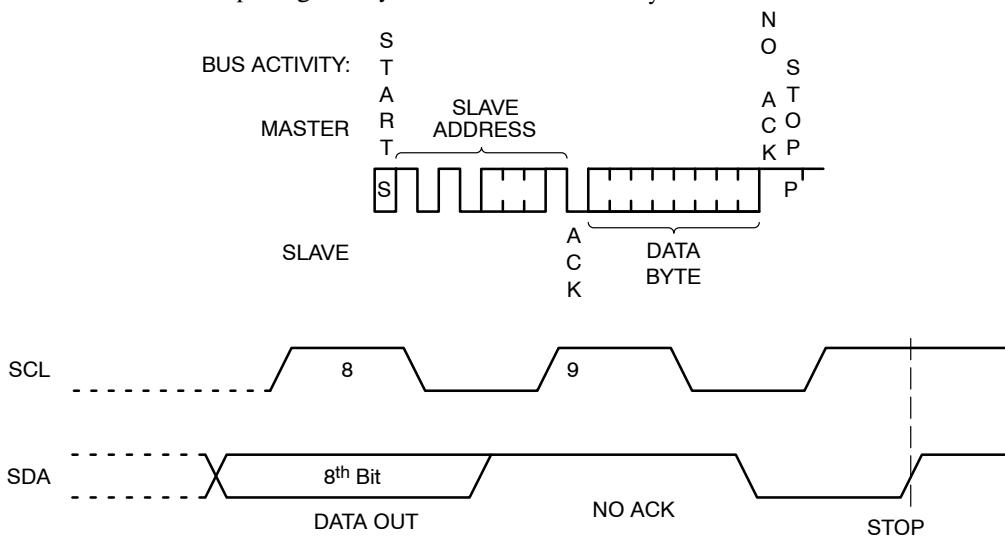 BUS ACTIVITY:
MASTER
START
SLAVE
ADDRESS
NO ACK
STOP
S
P
SLAVE
ACK
DATA
BYTE
SCL
8
9
SDA
8th Bit
DATA OUT
NO ACK
STOP